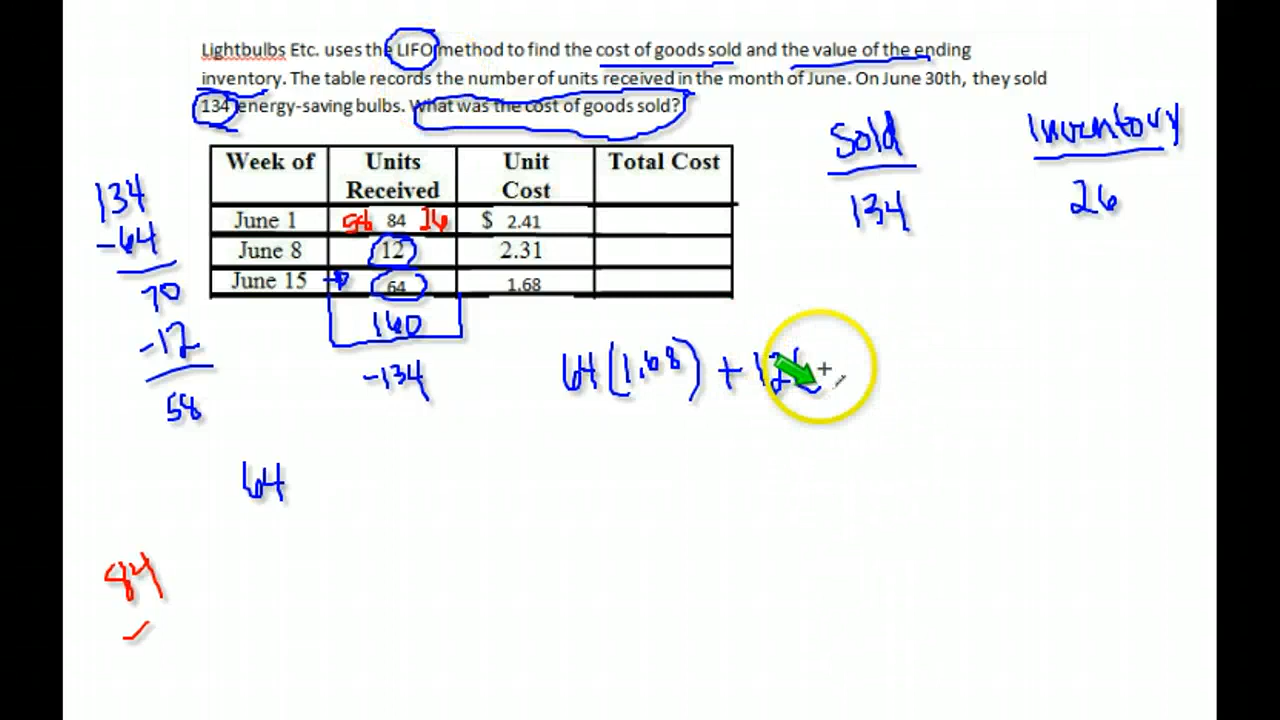 Lightbulbs Etc. uses the LIFO method to find the cost of goods sold and the value of the ending
inventory. The table records the number of units received in the month of June. On June 30th, they sold
134 energy-saving bulbs. What was the cost of goods sold?
Sold Inventory
134 26
Week of Units Received Unit Cost Total Cost
June 1 58 84 26 $ 2.41
June 8 12 2.31
June 15 64 1.68
160
-134
134
-64
70
-12
58
64(1.68) + 12(
64
84